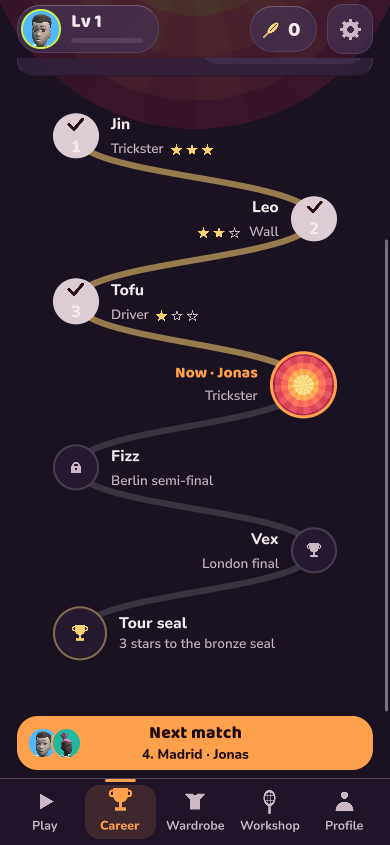 Lv 1
0
Jin
1
Trickster
Leo
2
Wall
Tofu
3
Driver
Now · Jonas
Trickster
Fizz
Berlin semi-final
Vex
London final
Tour seal
3 stars to the bronze seal
Next match
4. Madrid · Jonas
Play
Career
Wardrobe
Workshop
Profile